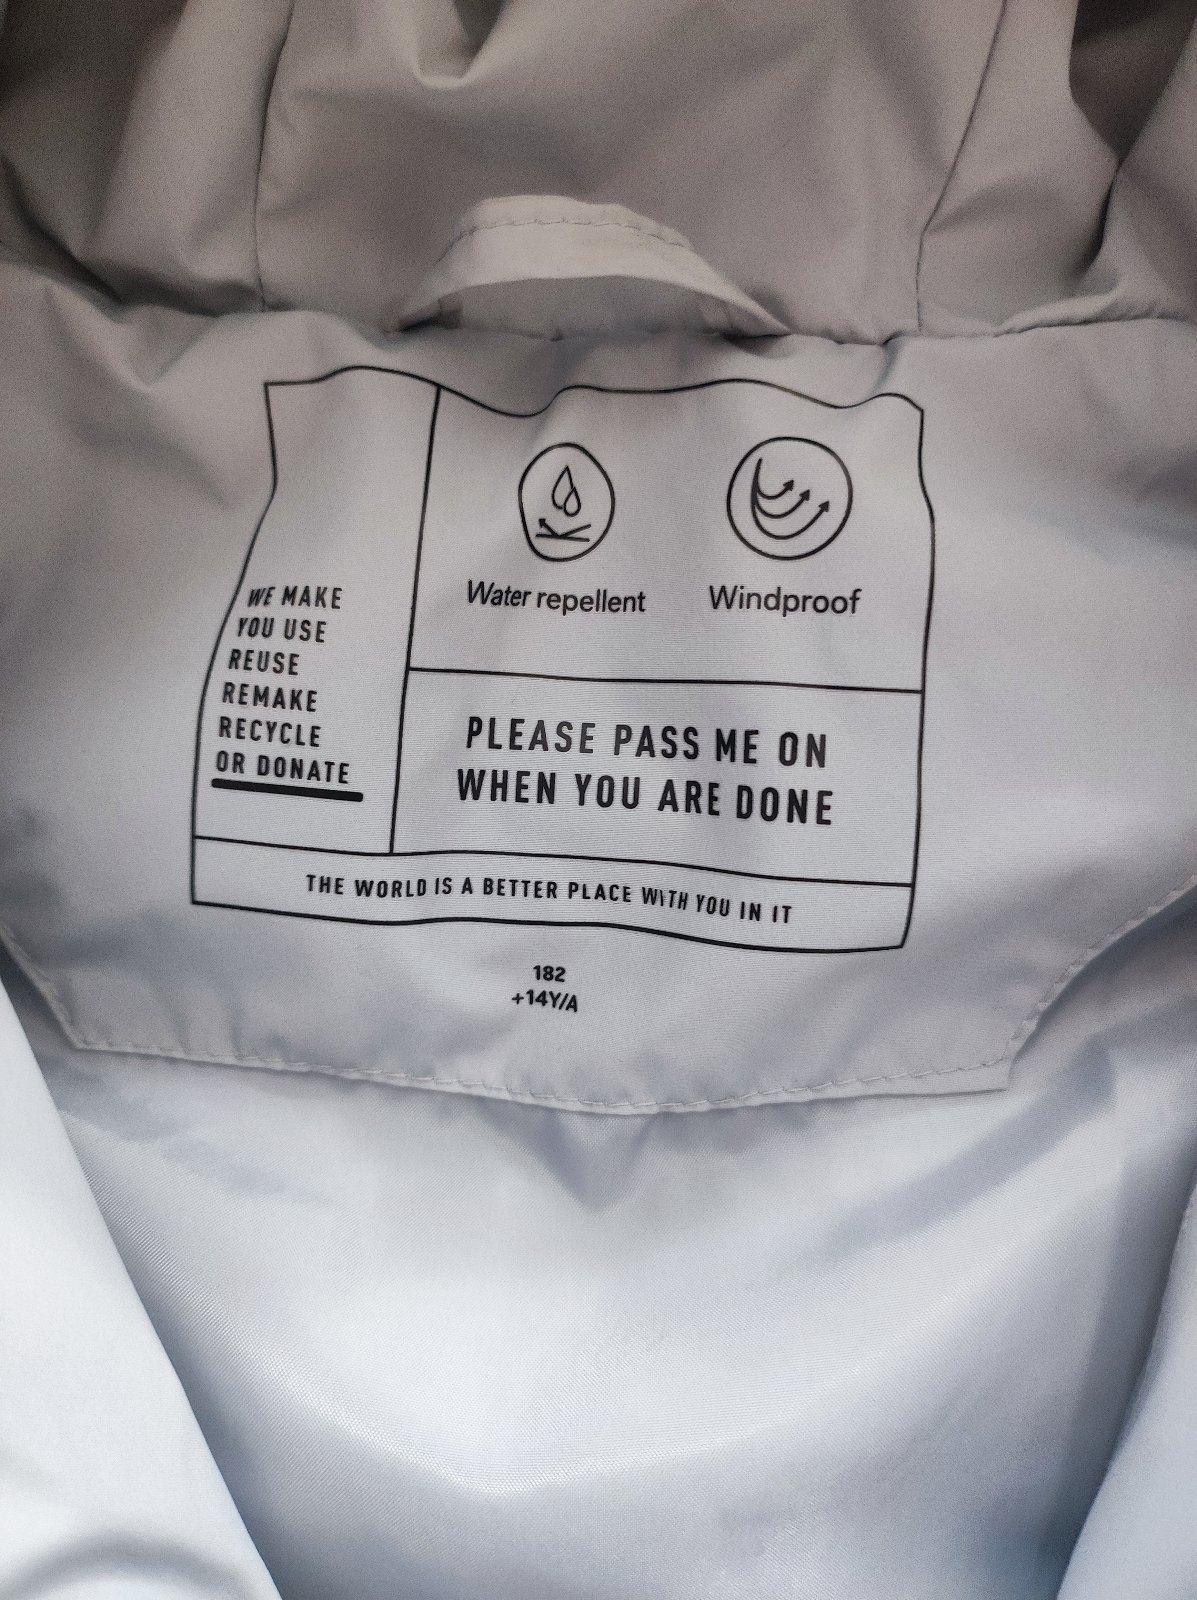 Water repellent
Windproof
WE MAKE
YOU USE
REUSE
REMAKE
RECYCLE
OR DONATE
PLEASE PASS ME ON
WHEN YOU ARE DONE
THE WORLD IS A BETTER PLACE WITH YOU IN IT
182
+14Y/A